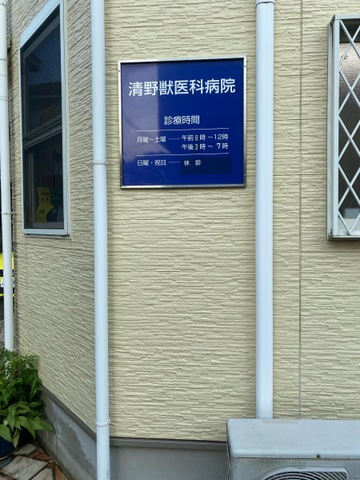 清野獣医科病院
診療時間
月曜～土曜 ── 午前8時～12時
午後3時～7時
日曜・祝日 ── 休診